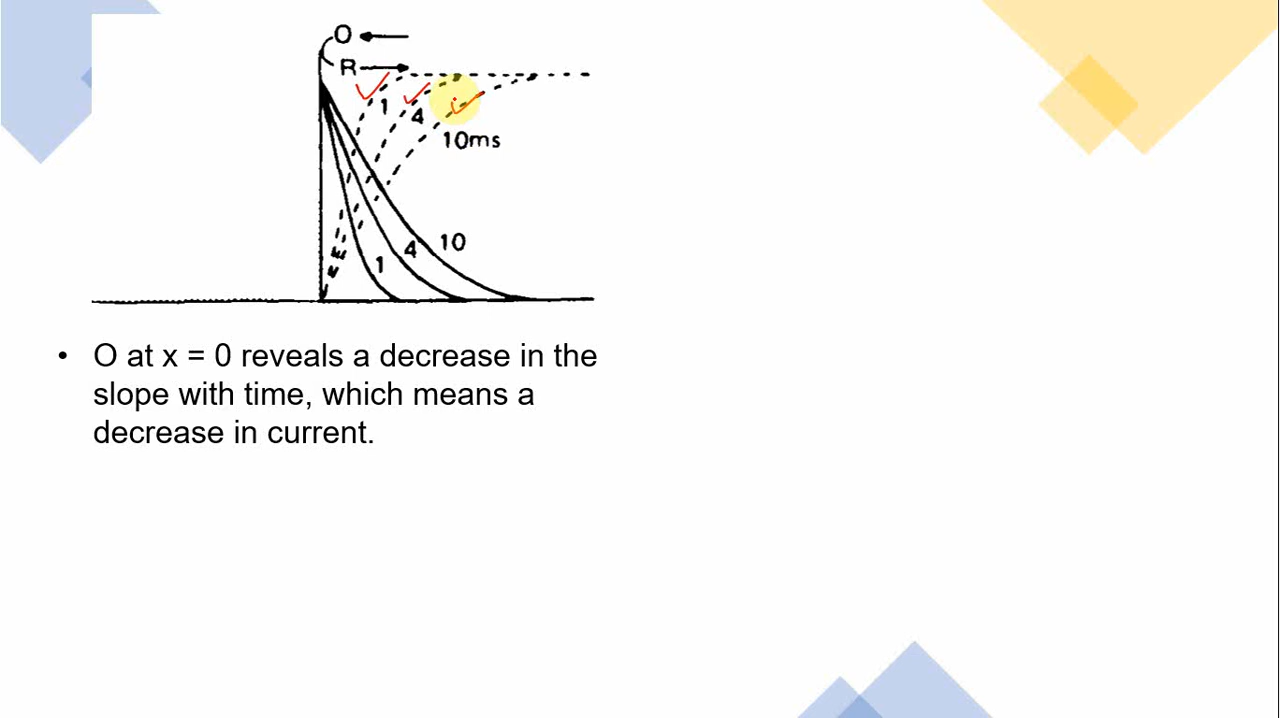 O
R
1
4
10ms
10
4
1
• O at x = 0 reveals a decrease in the
slope with time, which means a
decrease in current.